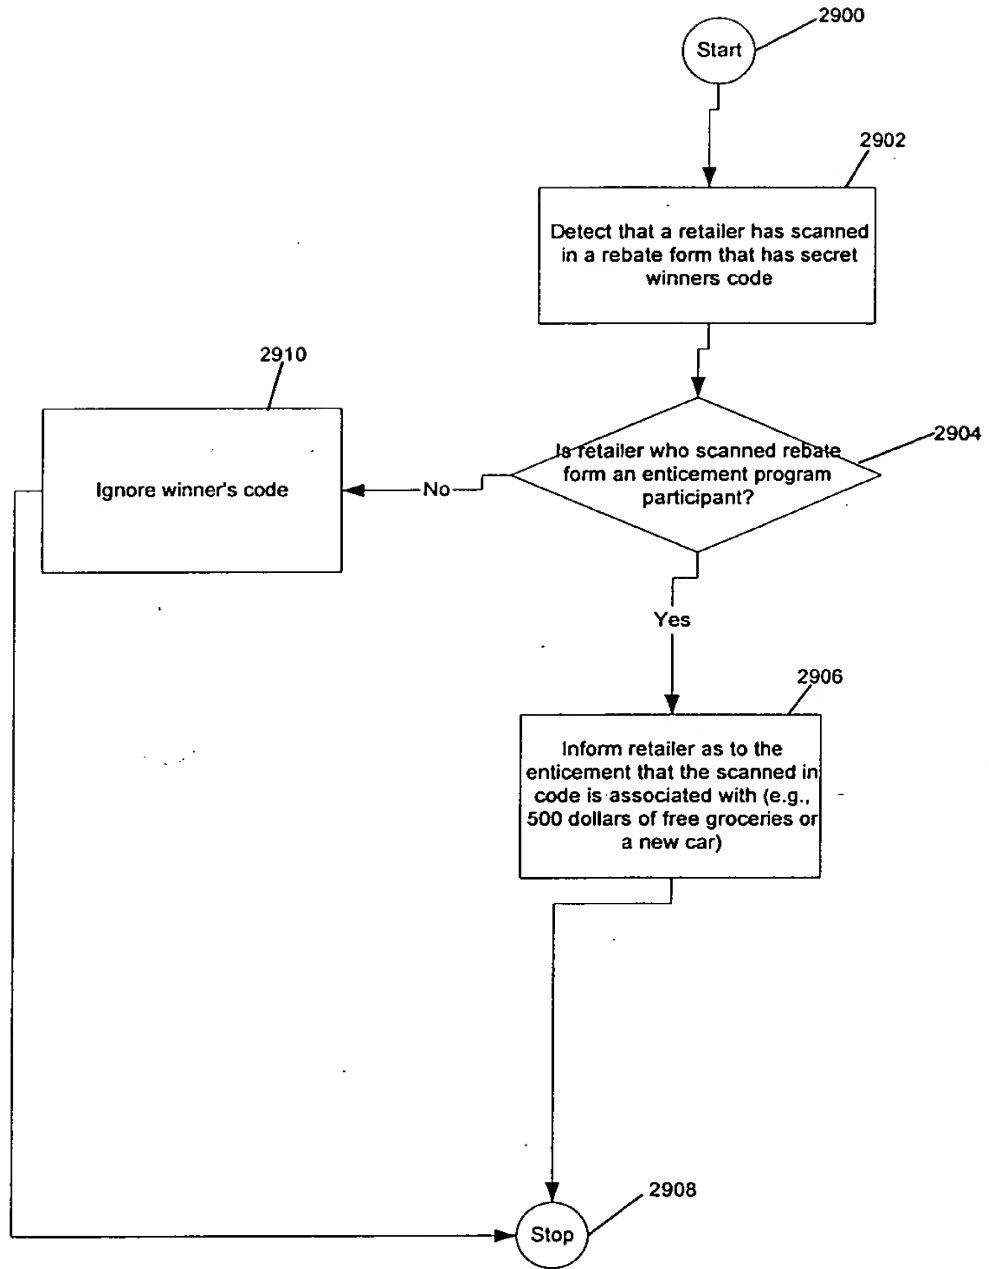 2900
Start
2902
Detect that a retailer has scanned
in a rebate form that has secret
winners code
2910
2904
Is retailer who scanned rebate
form an enticement program
participant?
Ignore winner's code
No
Yes
2906
Inform retailer as to the
enticement that the scanned in
code is associated with (e.g.,
500 dollars of free groceries or
a new car)
2908
Stop